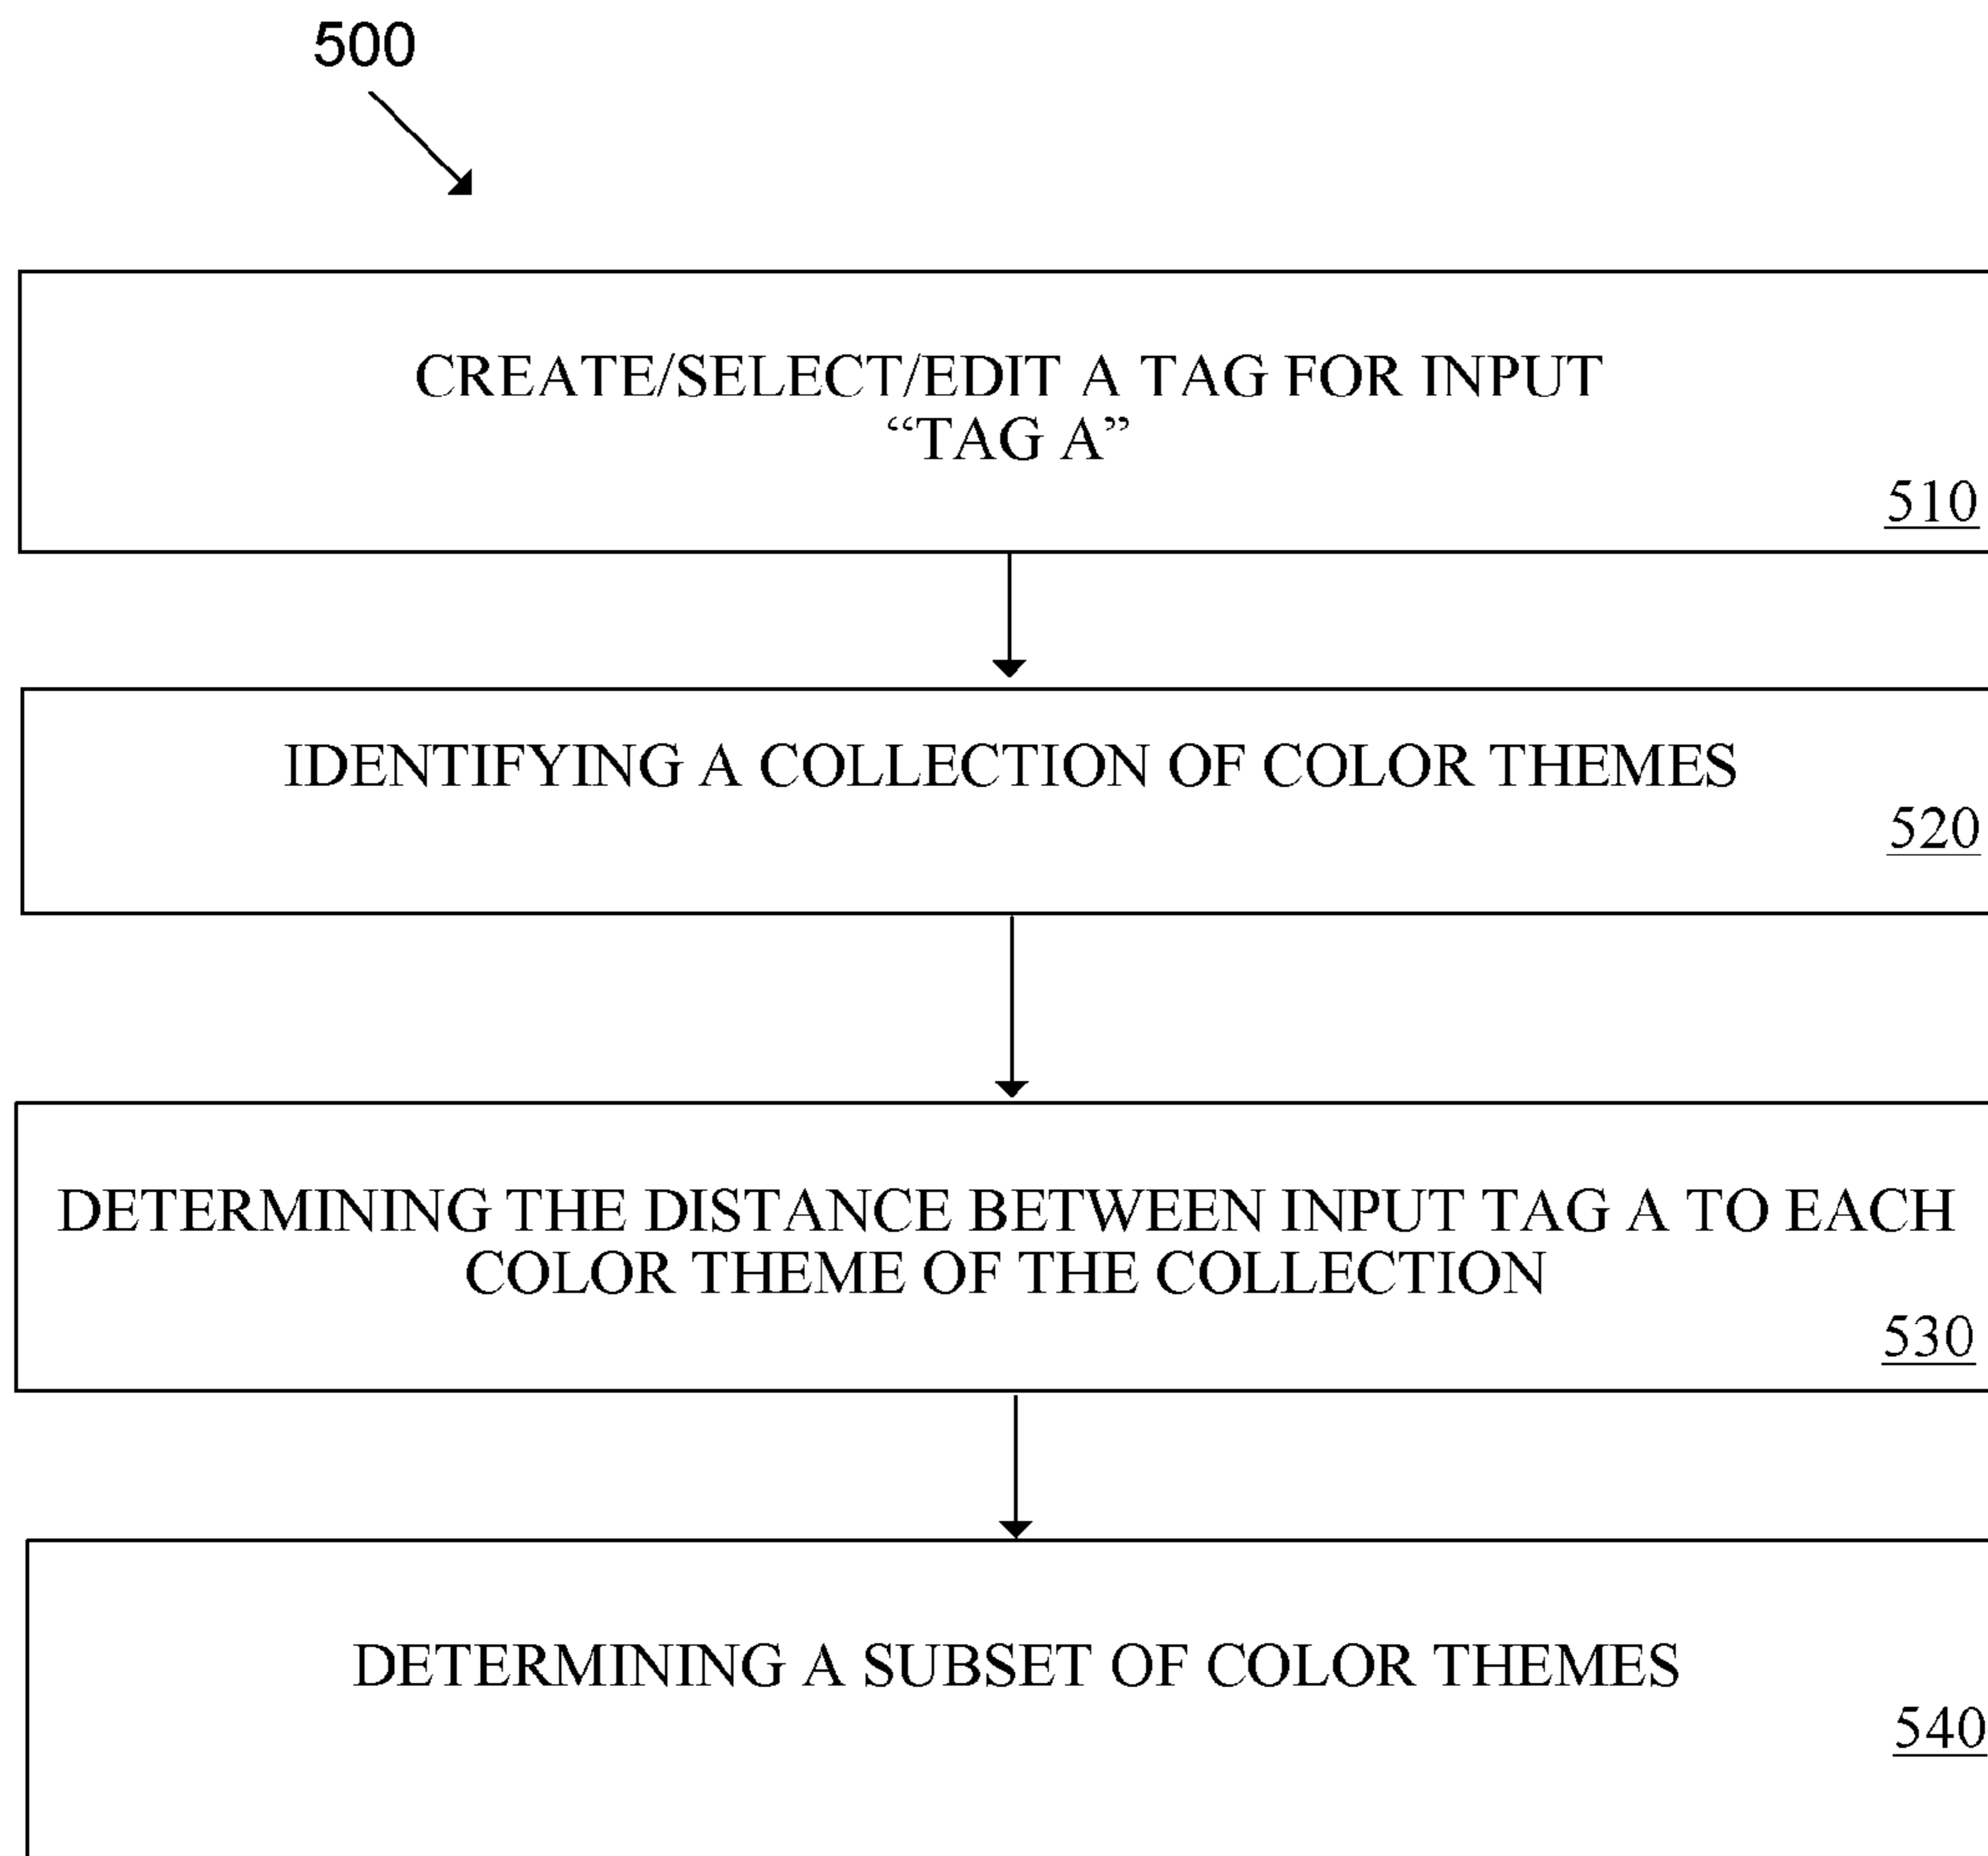 500
CREATE/SELECT/EDIT A TAG FOR INPUT
“TAG A”
510
IDENTIFYING A COLLECTION OF COLOR THEMES
520
DETERMINING THE DISTANCE BETWEEN INPUT TAG A TO EACH
COLOR THEME OF THE COLLECTION
530
DETERMINING A SUBSET OF COLOR THEMES
540